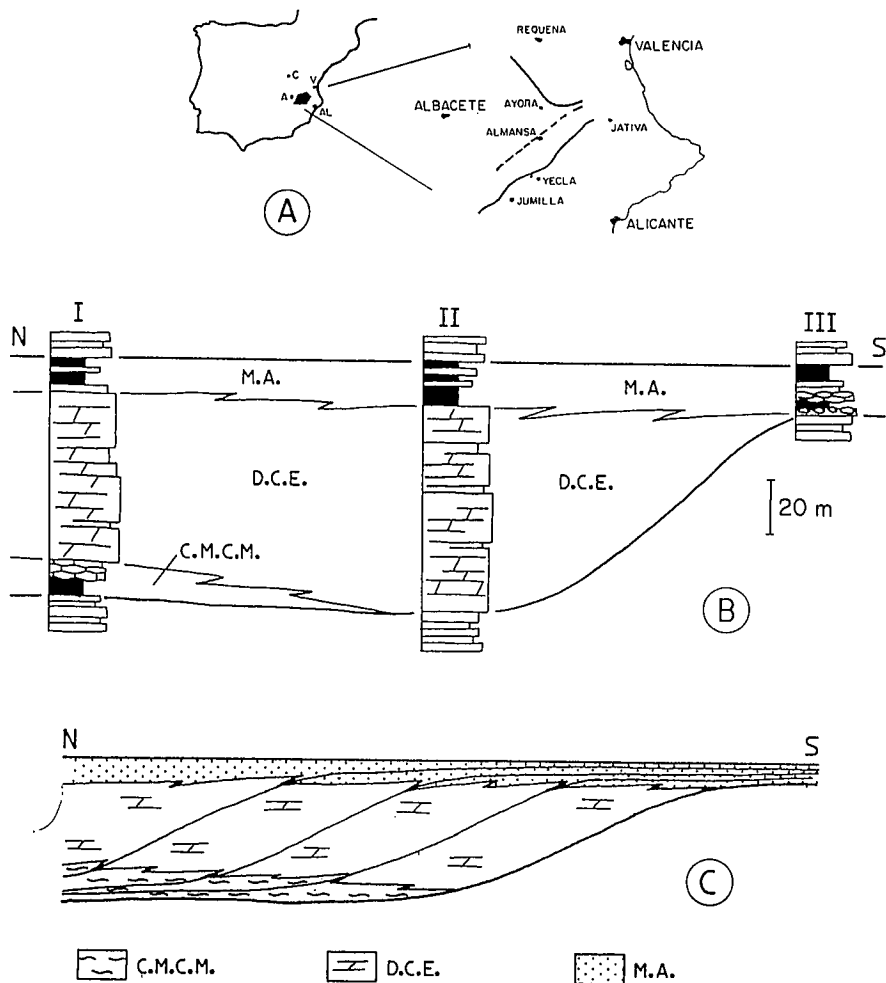 REQUENA
VALENCIA
C
V
A
AL
ALBACETE
AYORA
ALMANSA
JATIVA
YECLA
JUMILLA
ALICANTE
A
I
II
III
N
S
M.A.
M.A.
D.C.E.
D.C.E.
C.M.C.M.
20 m
B
N
S
C
C.M.C.M.
D.C.E.
M.A.